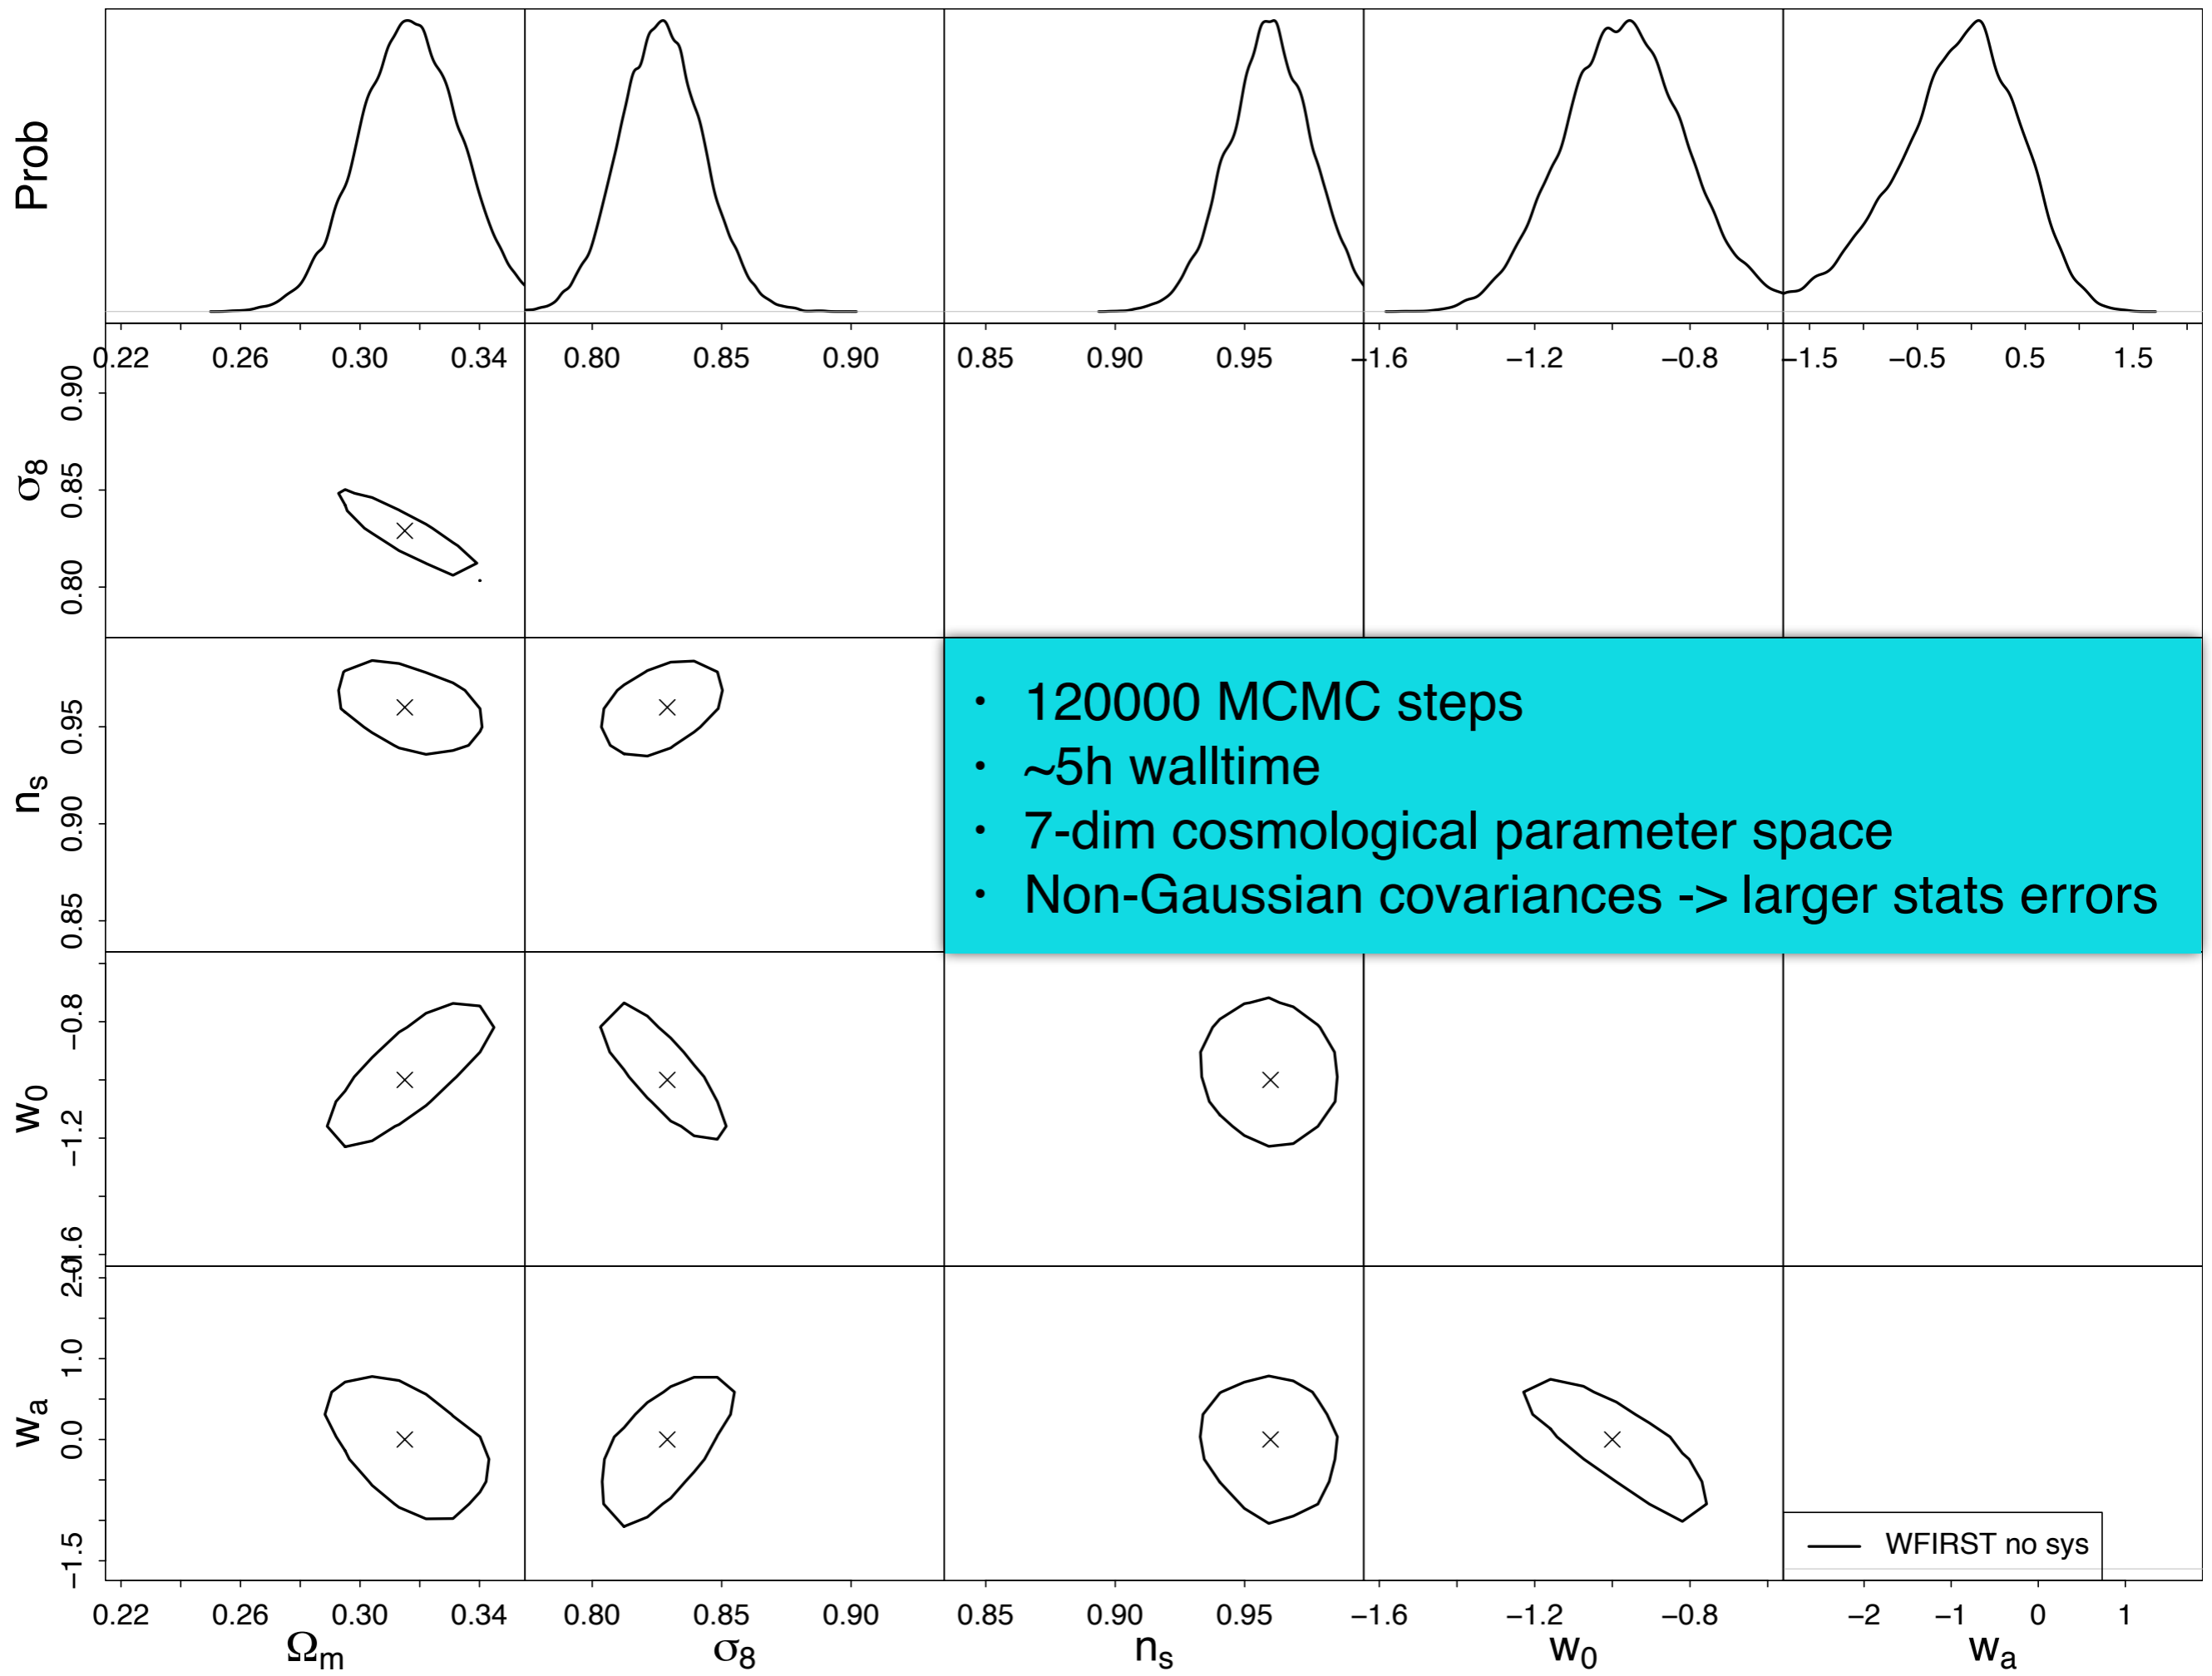 Prob
0.22 0.26 0.30 0.34 0.80 0.85 0.90 0.85 0.90 0.95 −1.6 −1.2 −0.8 −1.5 −0.5 0.5 1.5
σ8
0.90
0.85
0.80
ns
0.95
0.90
0.85
• 120000 MCMC steps
• ~5h walltime
• 7-dim cosmological parameter space
• Non-Gaussian covariances -> larger stats errors
w0
−0.8
−1.2
−1.6
wa
2.0
1.0
0.0
−1.5
WFIRST no sys
0.22 0.26 0.30 0.34 0.80 0.85 0.90 0.85 0.90 0.95 −1.6 −1.2 −0.8 −2 −1 0 1
Ωm σ8 ns w0 wa